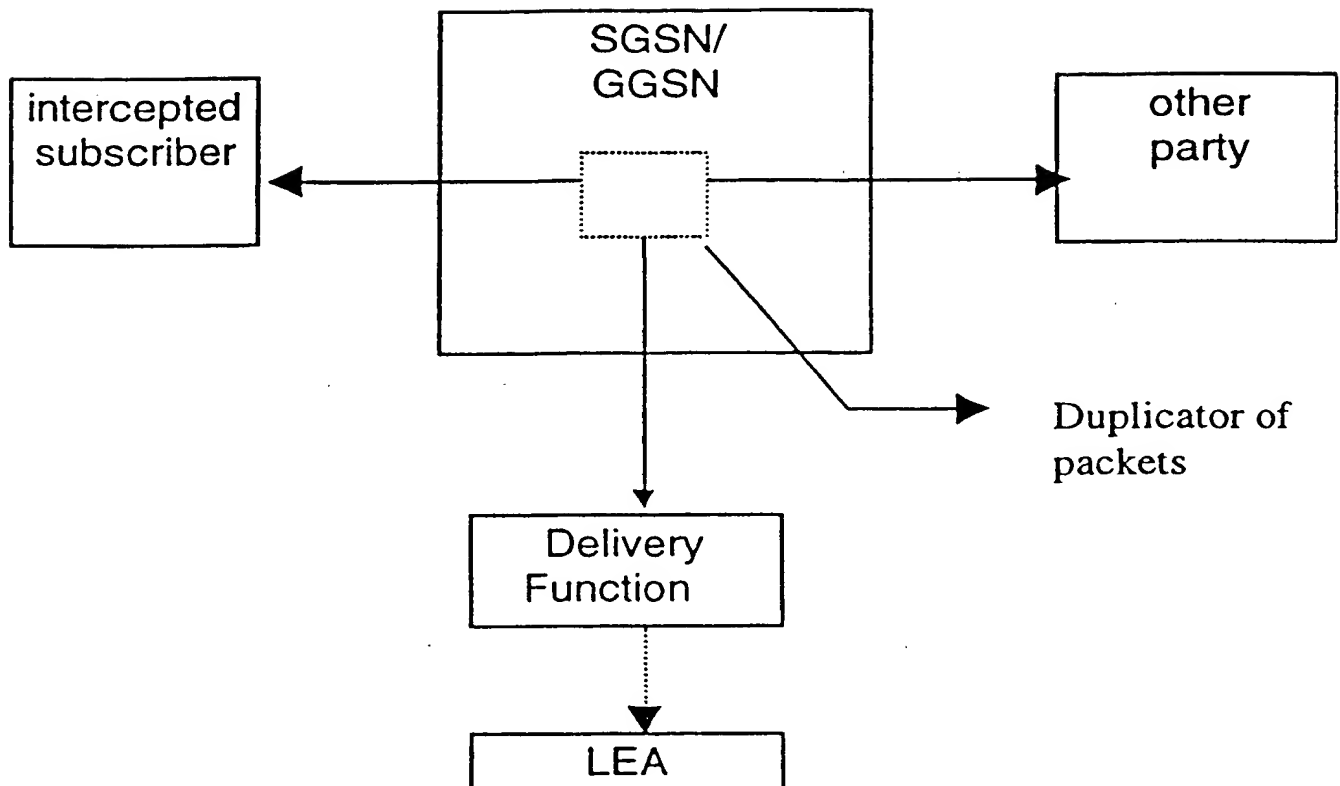 SGSN/
GGSN
intercepted
subscriber
other
party
Duplicator of
packets
Delivery
Function
LEA